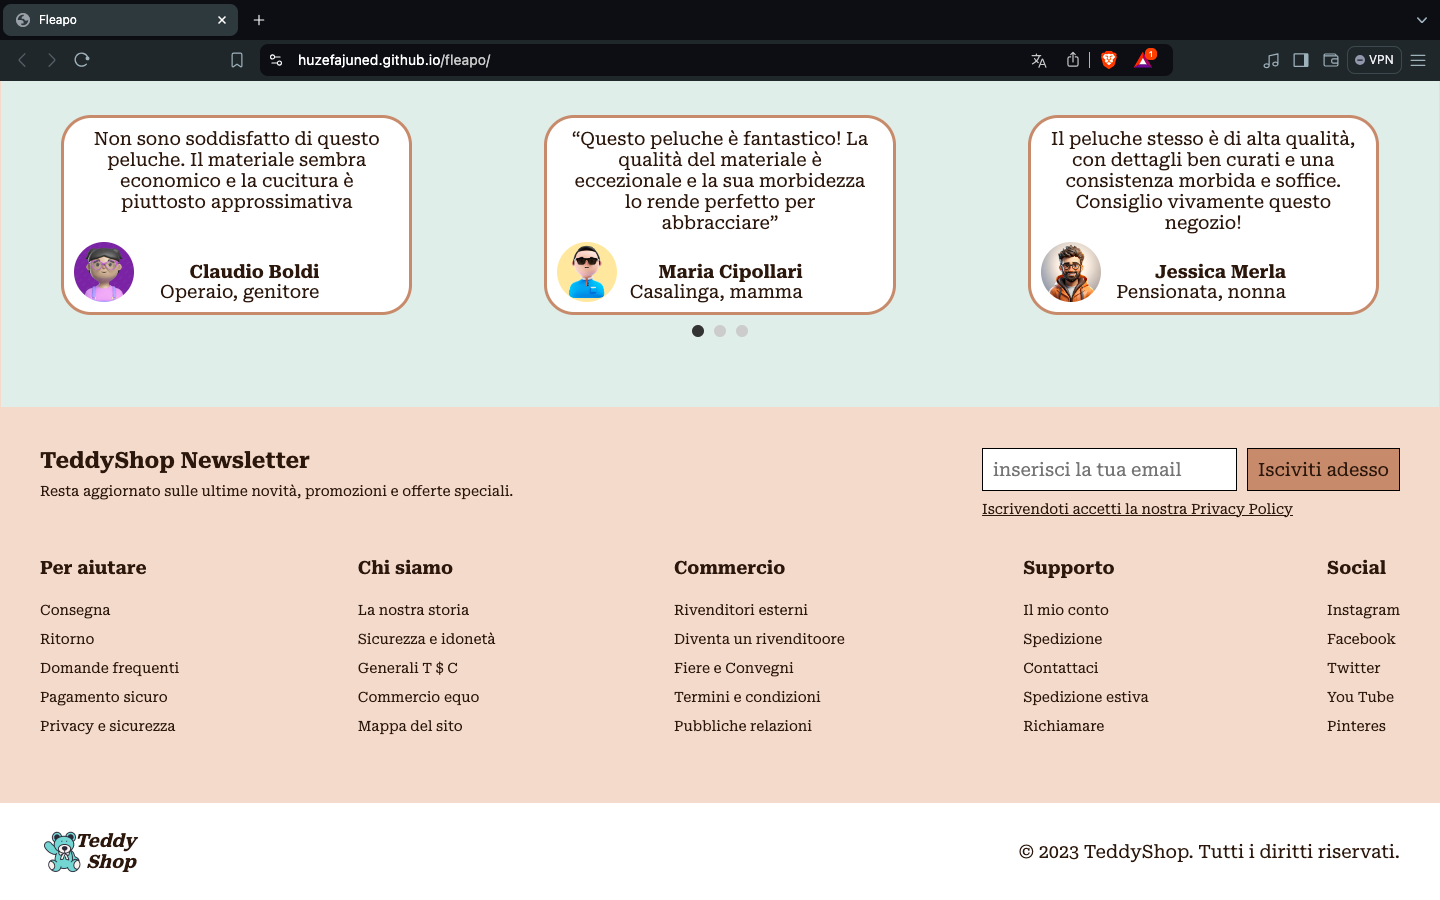 Fleapo
huzefajuned.github.io/fleapo/
1
VPN
Non sono soddisfatto di questo
peluche. Il materiale sembra
economico e la cucitura è
piuttosto approssimativa
Claudio Boldi
Operaio, genitore
“Questo peluche è fantastico! La
qualità del materiale è
eccezionale e la sua morbidezza
lo rende perfetto per
abbracciare”
Maria Cipollari
Casalinga, mamma
Il peluche stesso è di alta qualità,
con dettagli ben curati e una
consistenza morbida e soffice.
Consiglio vivamente questo
negozio!
Jessica Merla
Pensionata, nonna
TeddyShop Newsletter
Resta aggiornato sulle ultime novità, promozioni e offerte speciali.
inserisci la tua email
Isciviti adesso
Iscrivendoti accetti la nostra Privacy Policy
Per aiutare
Consegna
Ritorno
Domande frequenti
Pagamento sicuro
Privacy e sicurezza
Chi siamo
La nostra storia
Sicurezza e idonetà
Generali T $ C
Commercio equo
Mappa del sito
Commercio
Rivenditori esterni
Diventa un rivenditoore
Fiere e Convegni
Termini e condizioni
Pubbliche relazioni
Supporto
Il mio conto
Spedizione
Contattaci
Spedizione estiva
Richiamare
Social
Instagram
Facebook
Twitter
You Tube
Pinteres
Teddy
Shop
© 2023 TeddyShop. Tutti i diritti riservati.